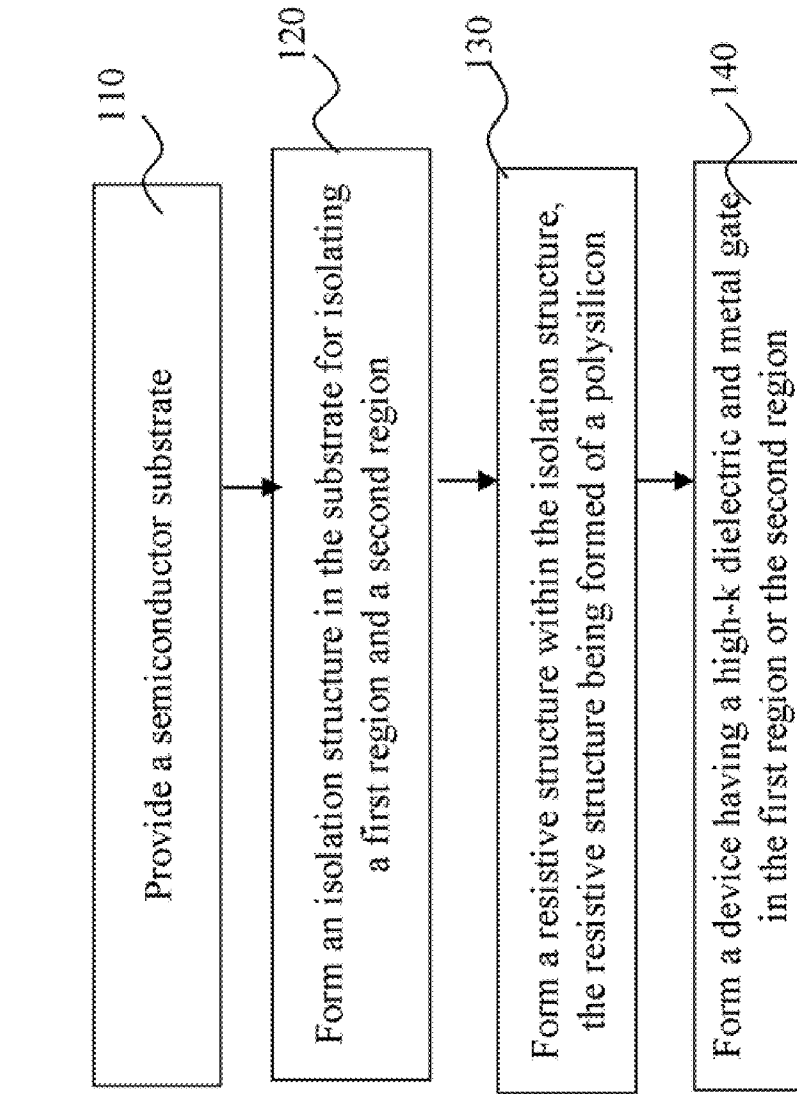 110
Provide a semiconductor substrate
120
Form an isolation structure in the substrate for isolating
a first region and a second region
130
Form a resistive structure within the isolation structure,
the resistive structure being formed of a polysilicon
140
Form a device having a high-k dielectric and metal gate
in the first region or the second region